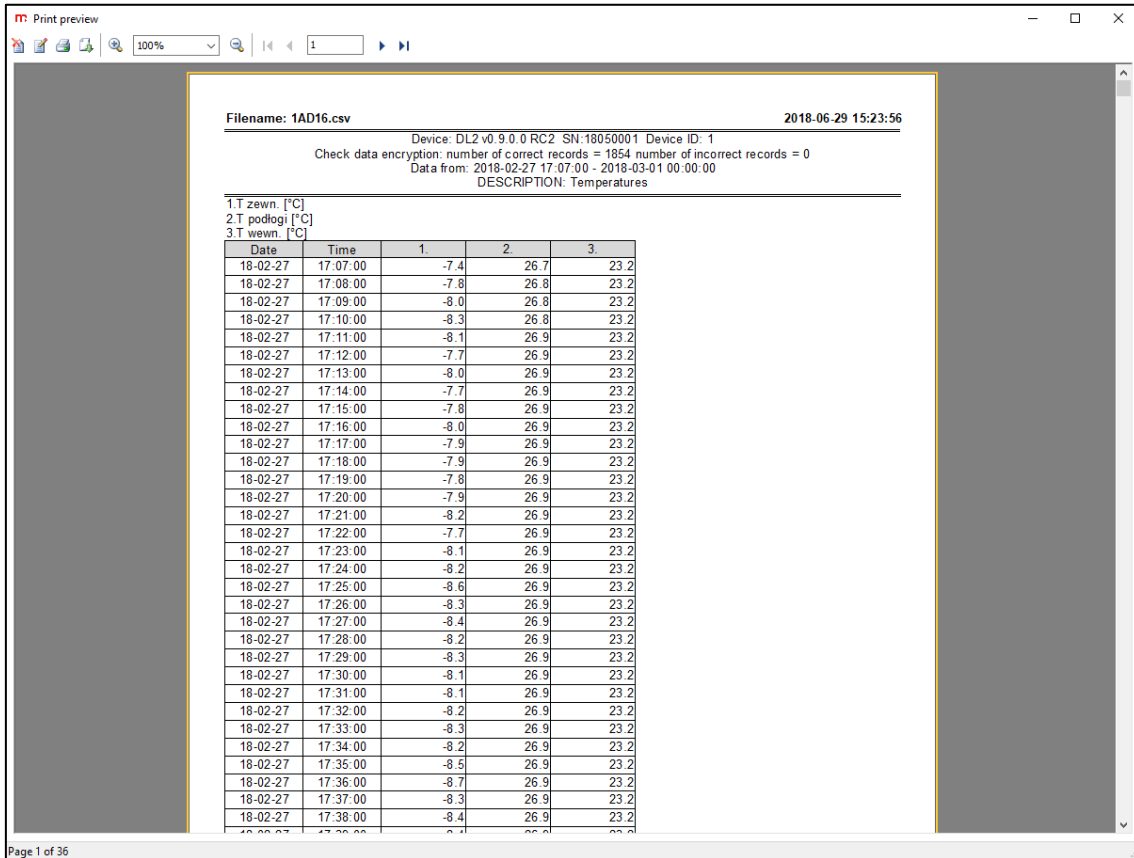 Print preview
100%
1
Filename: 1AD16.csv 2018-06-29 15:23:56
Device: DL2 v0.9.0.0 RC2 SN:18050001 Device ID: 1
Check data encryption: number of correct records = 1854 number of incorrect records = 0
Data from: 2018-02-27 17:07:00 - 2018-03-01 00:00:00
DESCRIPTION: Temperatures
1.T zewn. [°C]
2.T podłogi [°C]
3.T wewn. [°C]
Date Time 1. 2. 3.
18-02-27 17:07:00 -7.4 26.7 23.2
18-02-27 17:08:00 -7.8 26.8 23.2
18-02-27 17:09:00 -8.0 26.8 23.2
18-02-27 17:10:00 -8.3 26.8 23.2
18-02-27 17:11:00 -8.1 26.9 23.2
18-02-27 17:12:00 -7.7 26.9 23.2
18-02-27 17:13:00 -8.0 26.9 23.2
18-02-27 17:14:00 -7.7 26.9 23.2
18-02-27 17:15:00 -7.8 26.9 23.2
18-02-27 17:16:00 -8.0 26.9 23.2
18-02-27 17:17:00 -7.9 26.9 23.2
18-02-27 17:18:00 -7.9 26.9 23.2
18-02-27 17:19:00 -7.8 26.9 23.2
18-02-27 17:20:00 -7.9 26.9 23.2
18-02-27 17:21:00 -8.2 26.9 23.2
18-02-27 17:22:00 -7.7 26.9 23.2
18-02-27 17:23:00 -8.1 26.9 23.2
18-02-27 17:24:00 -8.2 26.9 23.2
18-02-27 17:25:00 -8.6 26.9 23.2
18-02-27 17:26:00 -8.3 26.9 23.2
18-02-27 17:27:00 -8.4 26.9 23.2
18-02-27 17:28:00 -8.2 26.9 23.2
18-02-27 17:29:00 -8.3 26.9 23.2
18-02-27 17:30:00 -8.1 26.9 23.2
18-02-27 17:31:00 -8.1 26.9 23.2
18-02-27 17:32:00 -8.2 26.9 23.2
18-02-27 17:33:00 -8.3 26.9 23.2
18-02-27 17:34:00 -8.2 26.9 23.2
18-02-27 17:35:00 -8.5 26.9 23.2
18-02-27 17:36:00 -8.7 26.9 23.2
18-02-27 17:37:00 -8.3 26.9 23.2
18-02-27 17:38:00 -8.4 26.9 23.2
Page 1 of 36